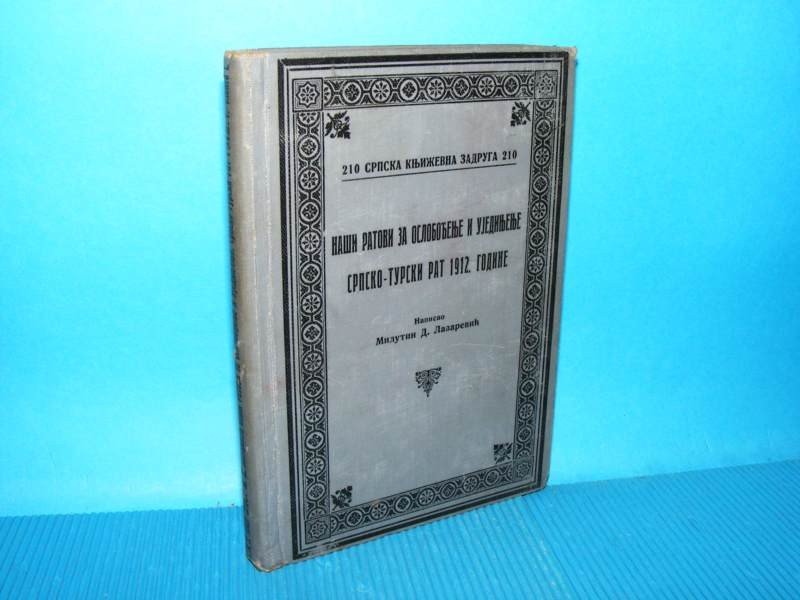 210 СРПСКА КЊИЖЕВНА ЗАДРУГА 210
НАШИ РАТОВИ ЗА ОСЛОБОЂЕЊЕ И УЈЕДИЊЕЊЕ
СРПСКО-ТУРСКИ РАТ 1912. ГОДИНЕ
Написао
Милутин Д. Лазаревић